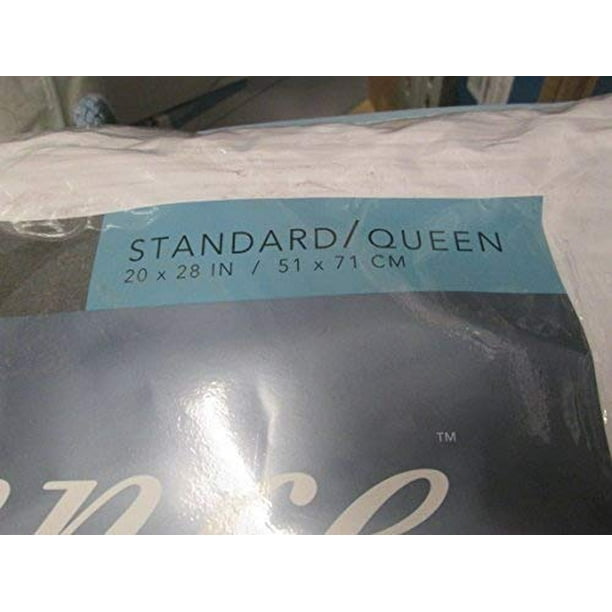 STANDARD/QUEEN
20 x 28 IN / 51 x 71 CM
™